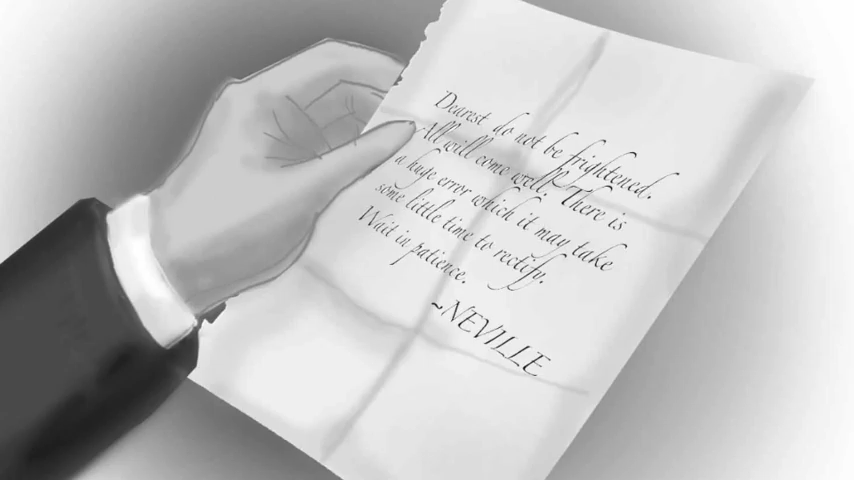 Dearest do not be frightened.
All will come well. There is
a huge error which it may take
some little time to rectify.
Wait in patience.
~NEVILLE